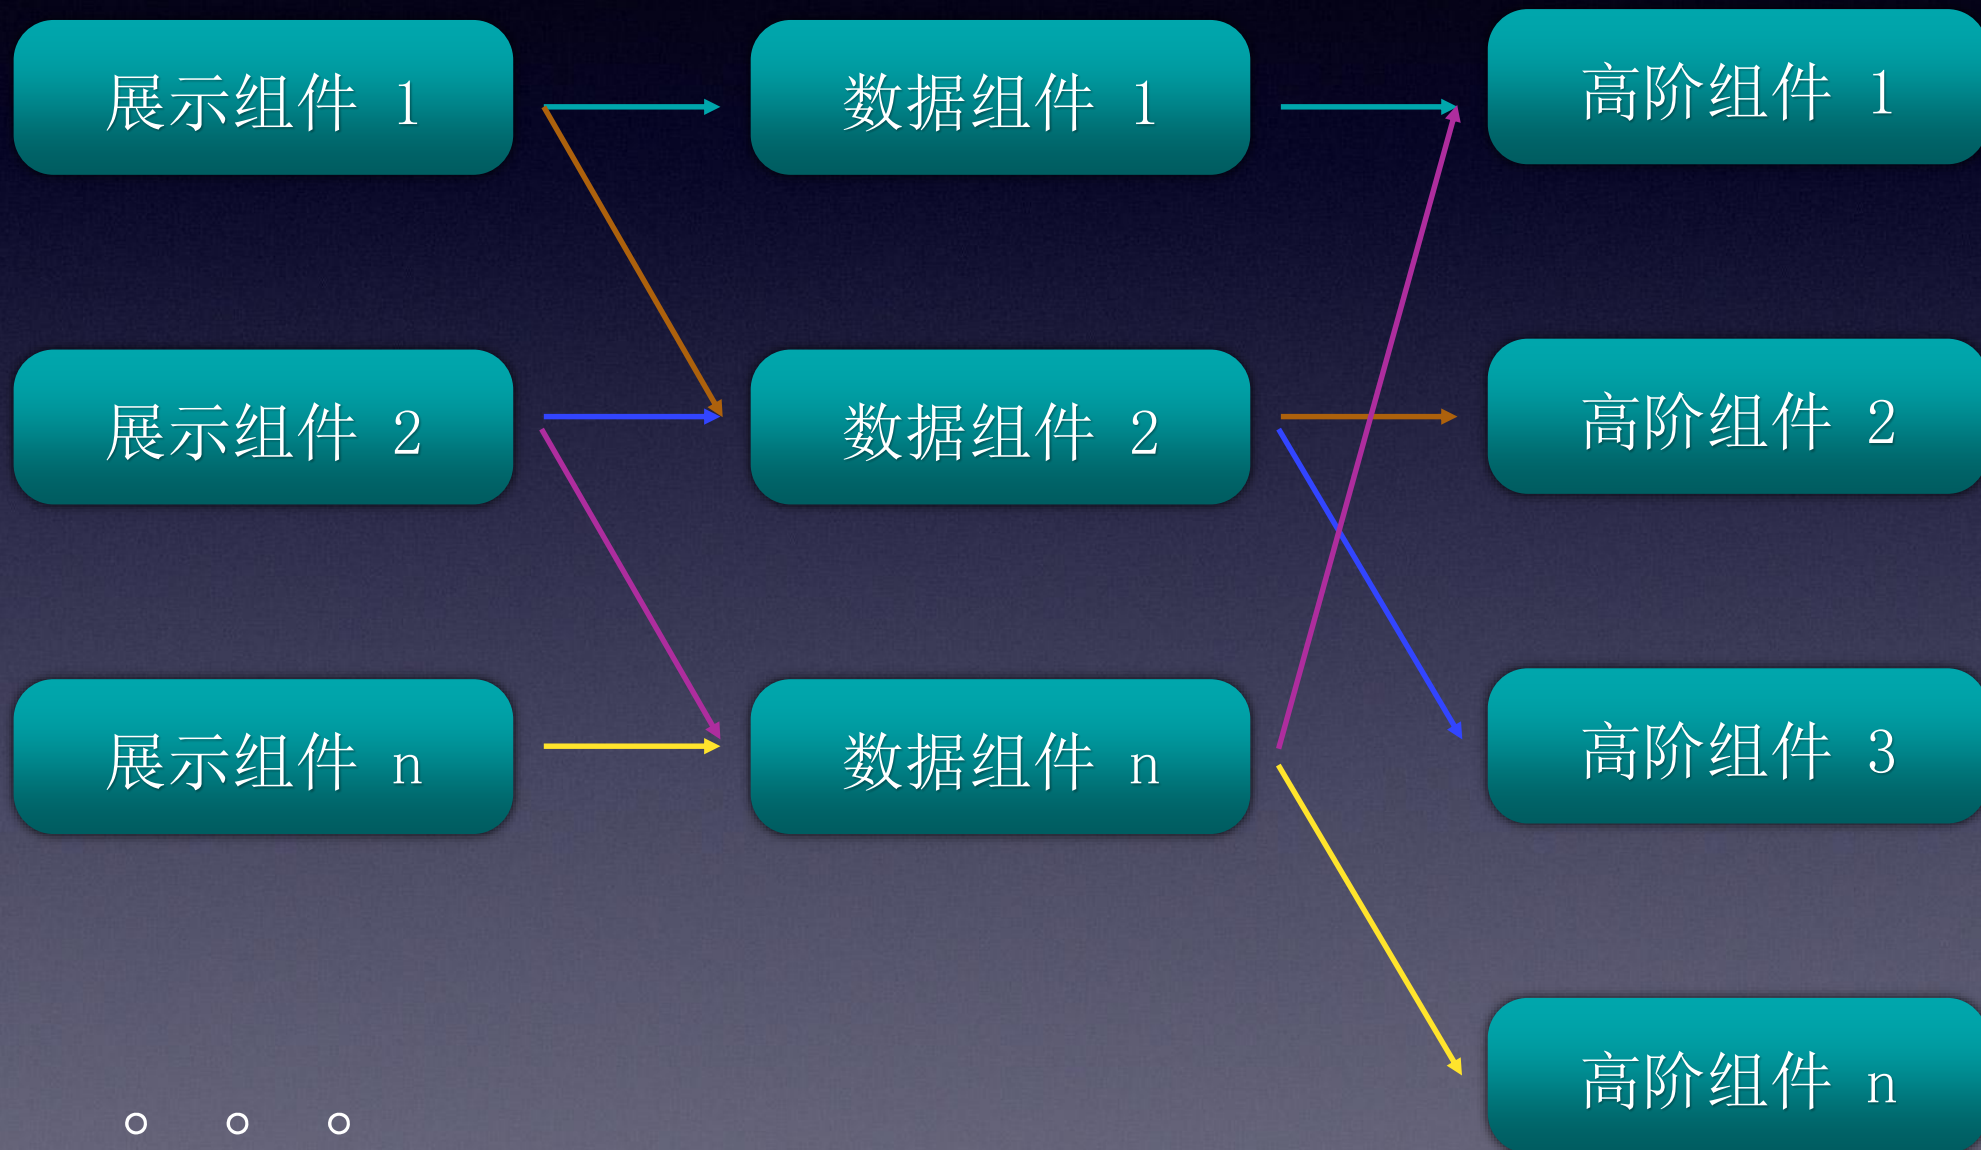 展示组件 1
数据组件 1
高阶组件 1
展示组件 2
数据组件 2
高阶组件 2
展示组件 n
数据组件 n
高阶组件 3
高阶组件 n
。。。